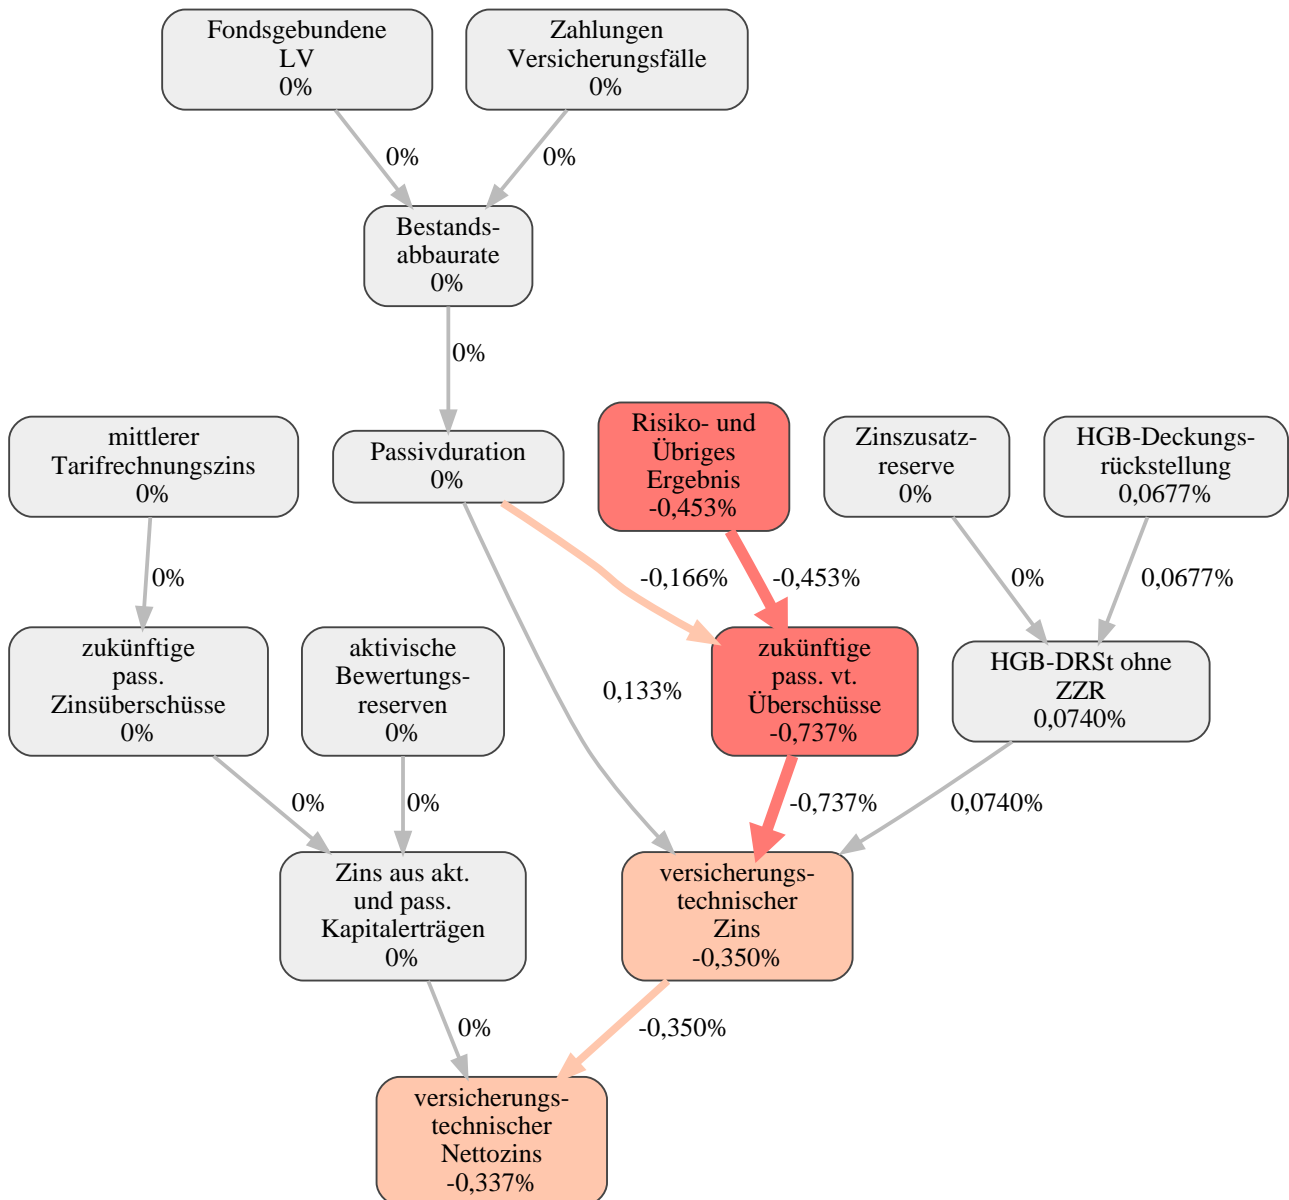 Fondsgebundene
LV
0%
Zahlungen
Versicherungsfälle
0%
0%
0%
Bestands-
abbaurate
0%
0%
mittlerer
Tarifrechnungszins
0%
Passivduration
0%
Risiko- und
Übriges
Ergebnis
-0,453%
Zinszusatz-
reserve
0%
HGB-Deckungs-
rückstellung
0,0677%
0%
-0,166%
-0,453%
0%
0,0677%
zukünftige
pass.
Zinsüberschüsse
0%
aktivische
Bewertungs-
reserven
0%
0,133%
zukünftige
pass. vt.
Überschüsse
-0,737%
HGB-DRSt ohne
ZZR
0,0740%
0%
0%
-0,737%
0,0740%
Zins aus akt.
und pass.
Kapitalerträgen
0%
versicherungs-
technischer
Zins
-0,350%
0%
-0,350%
versicherungs-
technischer
Nettozins
-0,337%